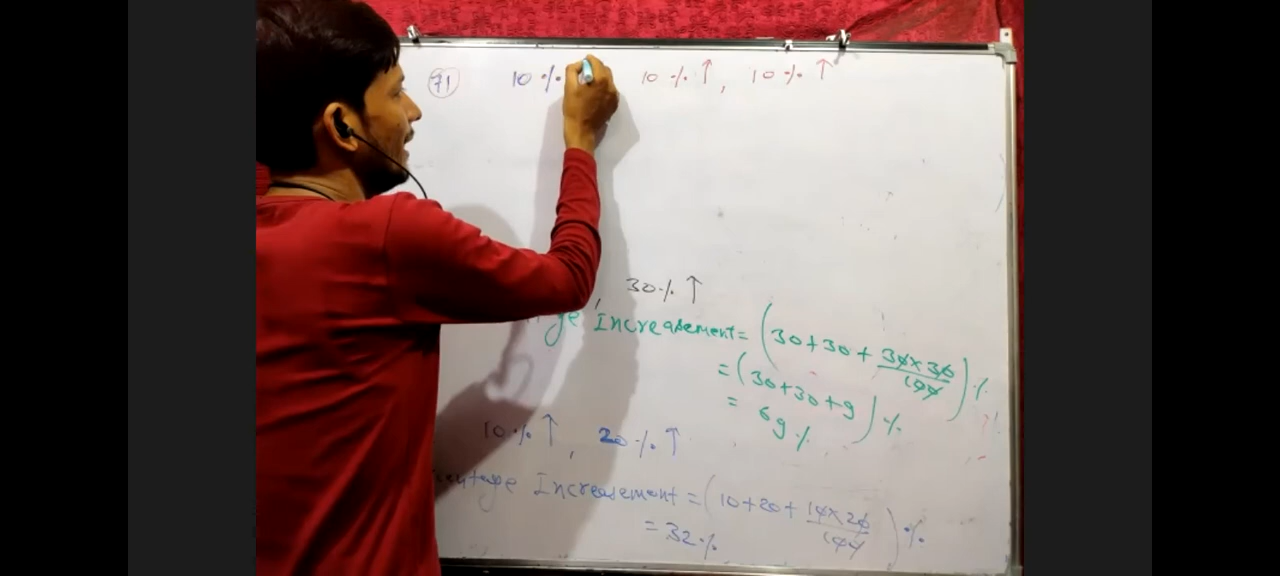 71 10% 10%↑, 10%↑
, 30%↑
Increasement = (30+30+30×30/100)%
= (30+30+9)%
= 69%
10%↑, 20%↑
Increasement = (10+20+10×20/100)%
= 32%